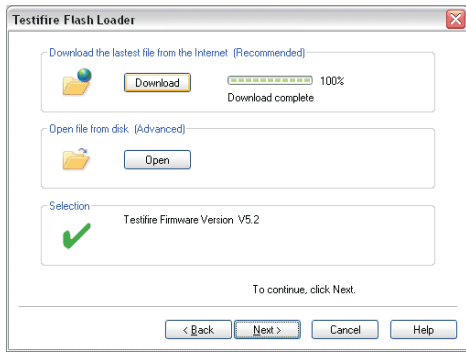 Testifire Flash Loader
Download the lastest file from the Internet (Recommended)
Download
100%
Download complete
Open file from disk (Advanced)
Open
Selection
Testifire Firmware Version V5.2
To continue, click Next.
< Back
Next >
Cancel
Help